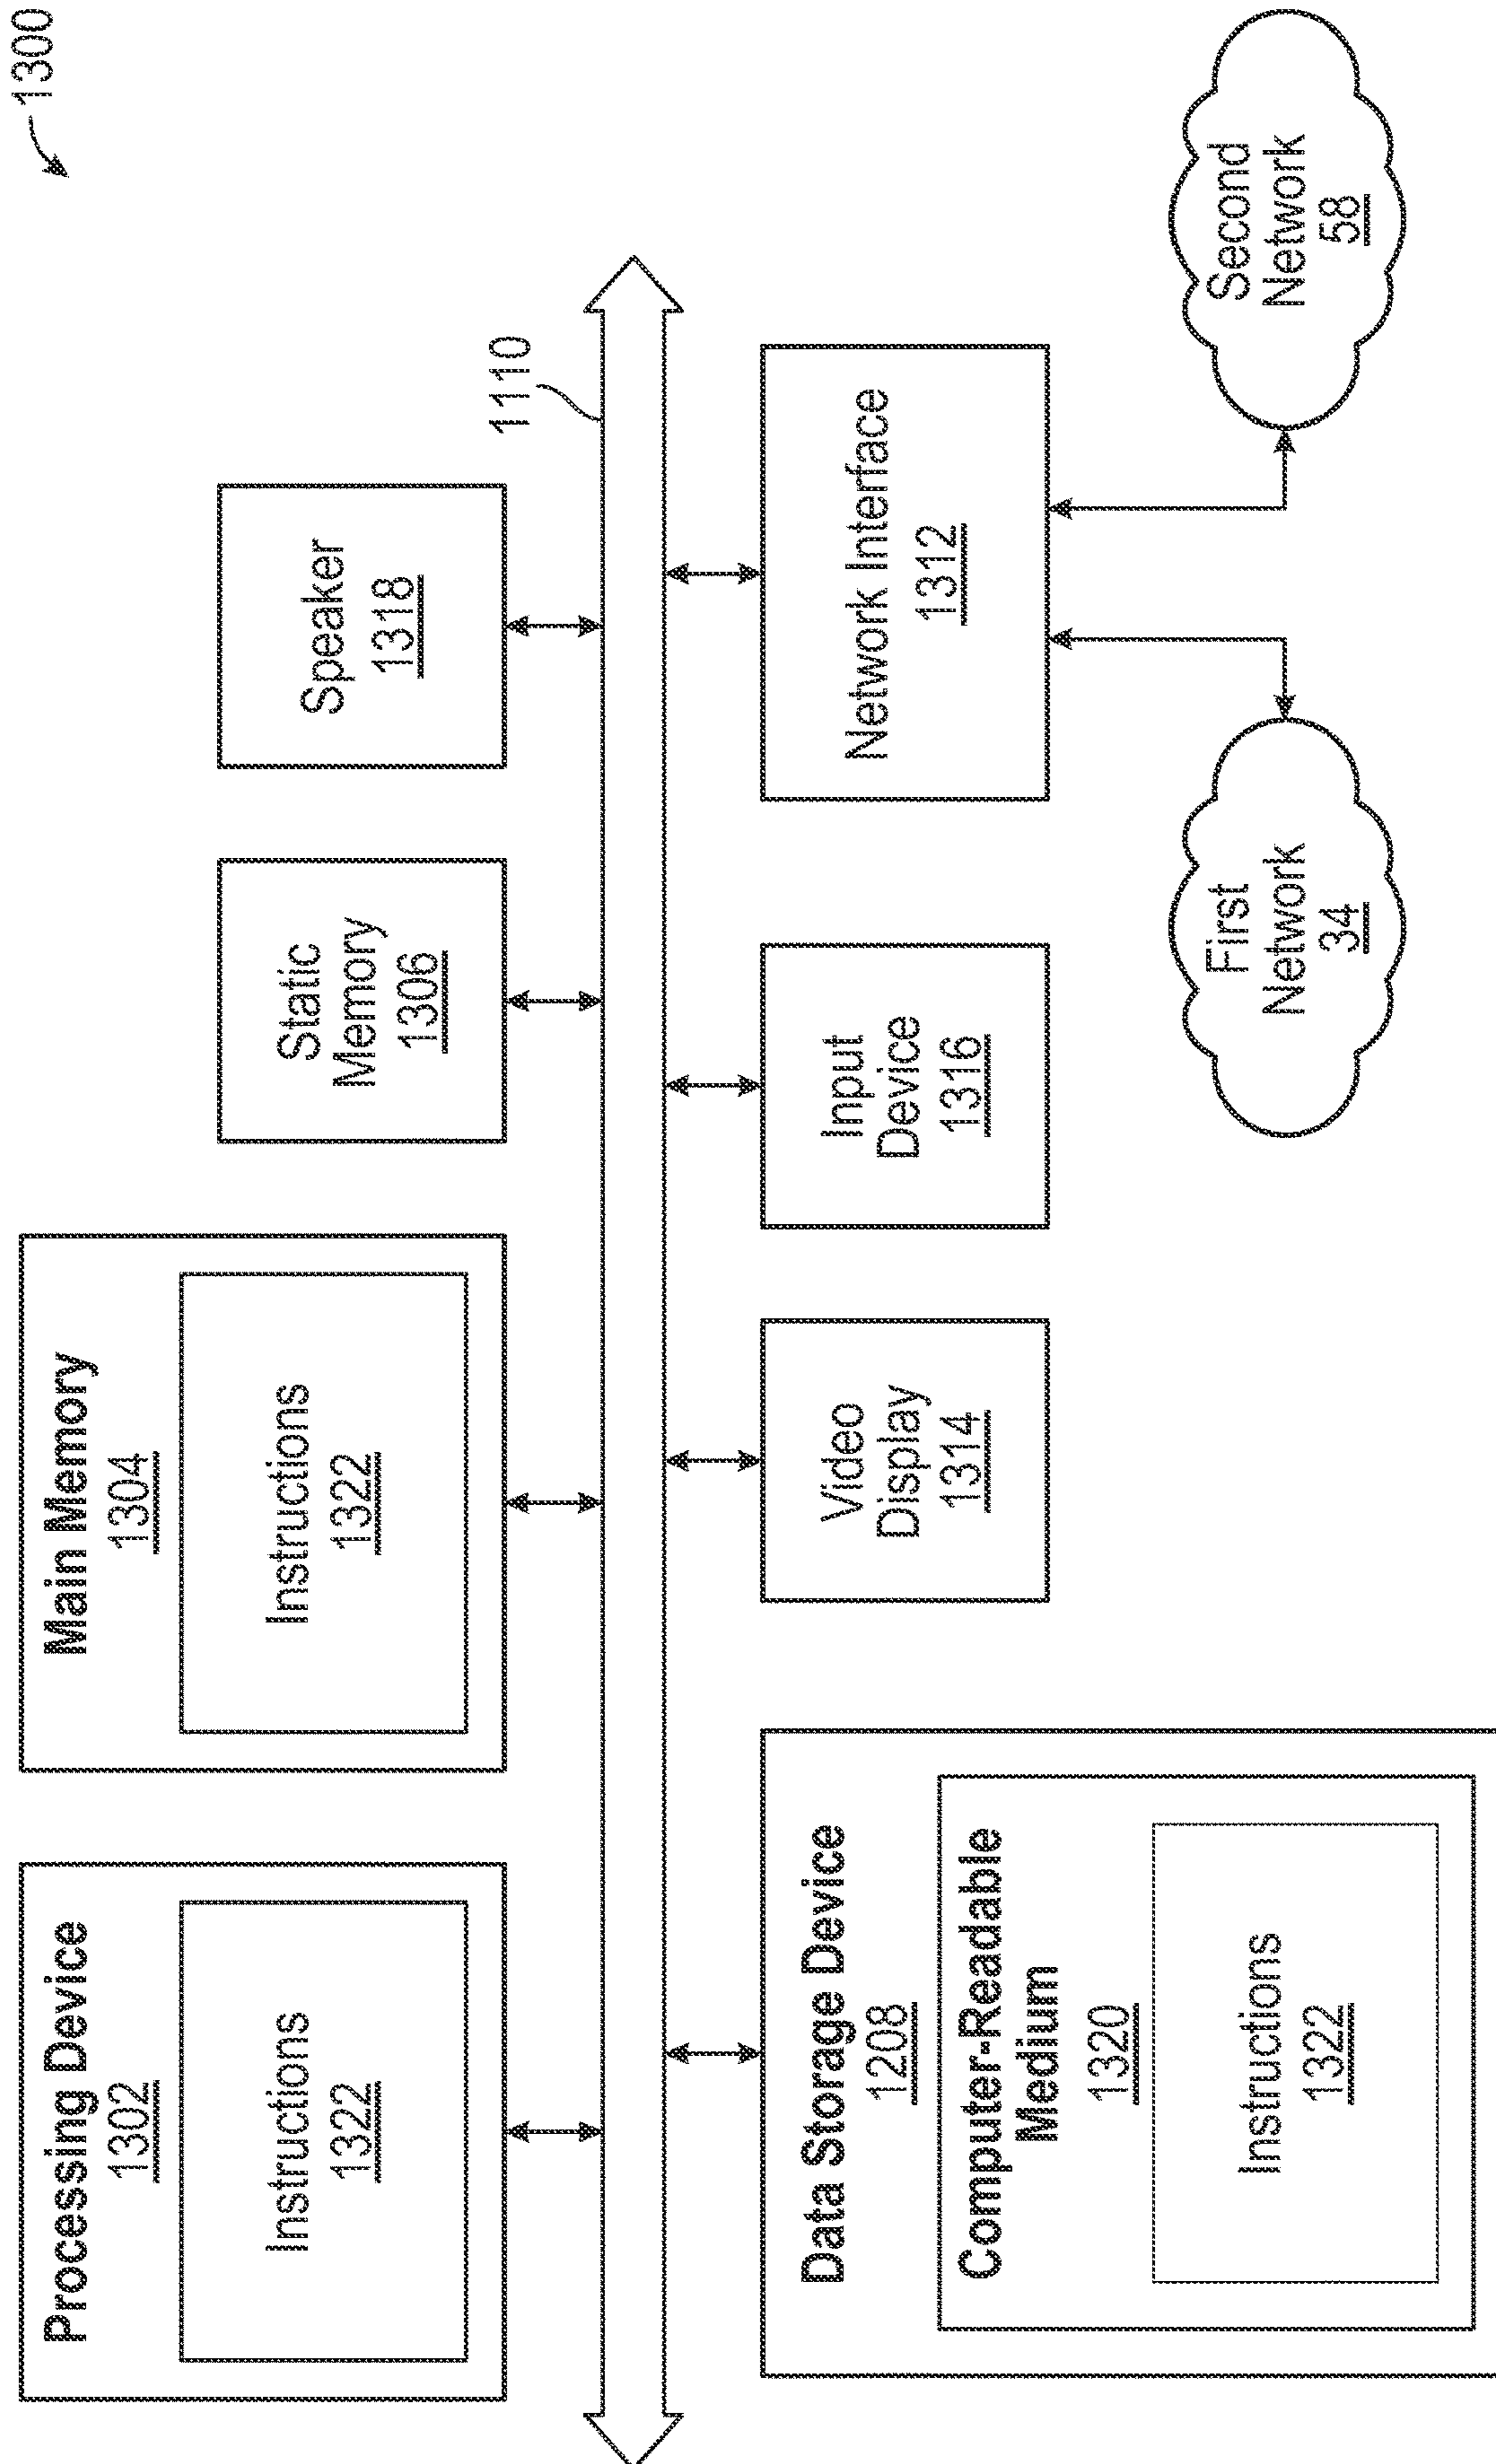 1300
Processing Device
1302
Instructions
1322
Main Memory
1304
Instructions
1322
Static
Memory
1306
Speaker
1318
1110
Data Storage Device
1208
Computer-Readable
Medium
1320
Instructions
1322
Video
Display
1314
Input
Device
1316
Network Interface
1312
First
Network
34
Second
Network
58